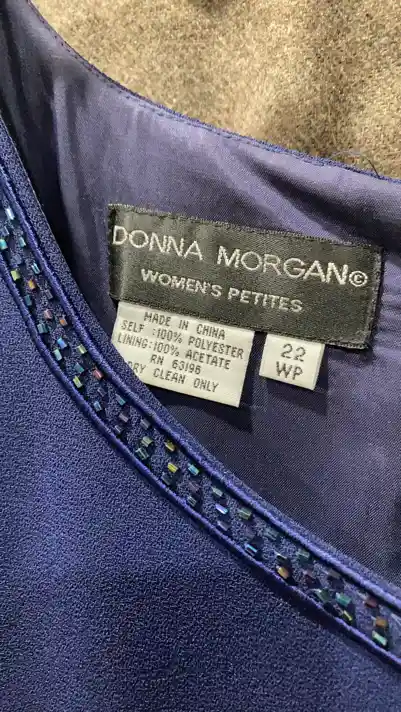 DONNA MORGAN©
WOMEN'S PETITES
MADE IN CHINA
SELF :100% POLYESTER
LINING:100% ACETATE
RN 63196
DRY CLEAN ONLY
22
WP